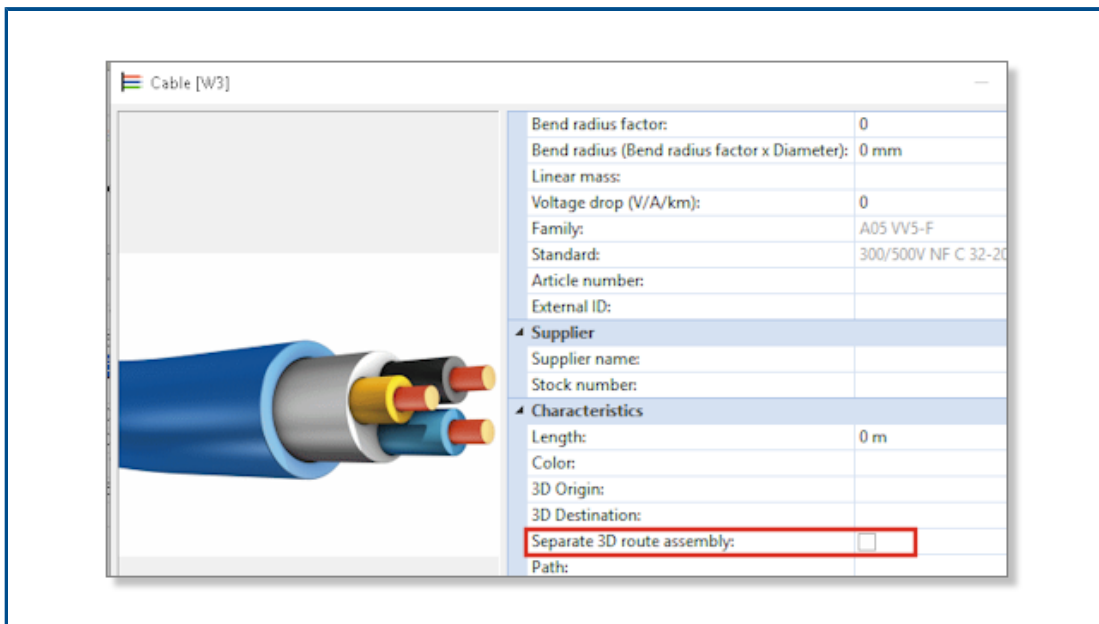 Cable [W3]
Bend radius factor: 0
Bend radius (Bend radius factor x Diameter): 0 mm
Linear mass:
Voltage drop (V/A/km): 0
Family: A05 VV5-F
Standard: 300/500V NF C 32-20
Article number:
External ID:
Supplier
Supplier name:
Stock number:
Characteristics
Length: 0 m
Color:
3D Origin:
3D Destination:
Separate 3D route assembly:
Path: